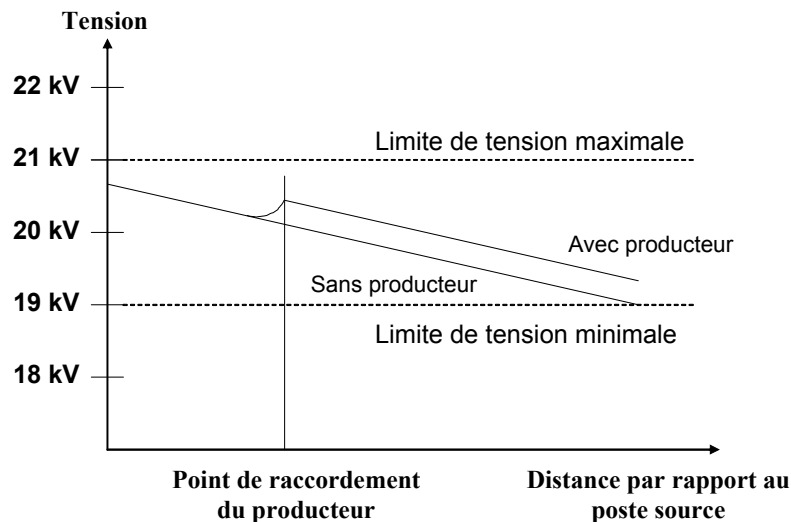 Tension
22 kV
Limite de tension maximale
21 kV
20 kV
Avec producteur
Sans producteur
19 kV
Limite de tension minimale
18 kV
Point de raccordement
du producteur
Distance par rapport au
poste source